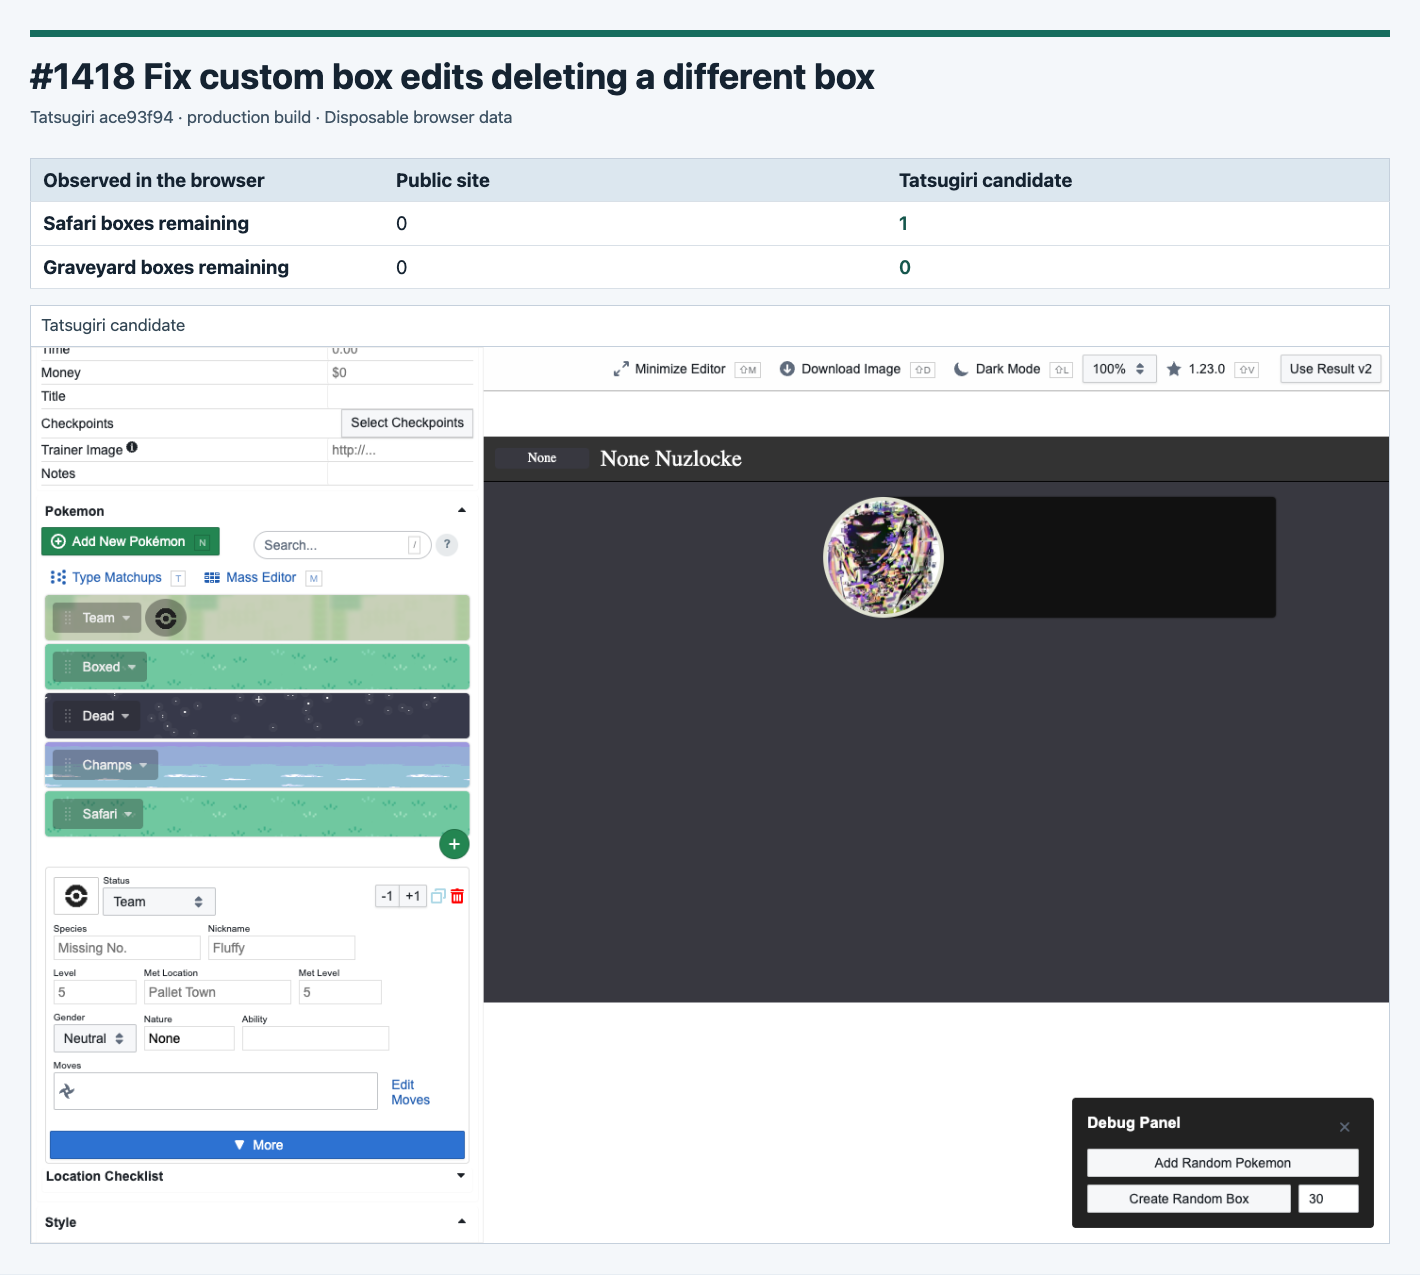 #1418 Fix custom box edits deleting a different box
Tatsugiri ace93f94 · production build · Disposable browser data
Observed in the browser Public site Tatsugiri candidate
Safari boxes remaining 0 1
Graveyard boxes remaining 0 0
Tatsugiri candidate
Time 0:00
Money $0
Title
Checkpoints Select Checkpoints
Trainer Image http://...
Notes
Minimize Editor ⇧M Download Image ⇧D Dark Mode ⇧L 100% 1.23.0 ⇧V Use Result v2
None None Nuzlocke
Pokemon
Add New Pokémon N Search... / ?
Type Matchups T Mass Editor M
Team
Boxed
Dead
Champs
Safari
+
Status
Team -1 +1
Species Nickname
Missing No. Fluffy
Level Met Location Met Level
5 Pallet Town 5
Gender Nature Ability
Neutral None
Moves
Edit
Moves
More
Location Checklist
Style
Debug Panel
Add Random Pokemon
Create Random Box 30